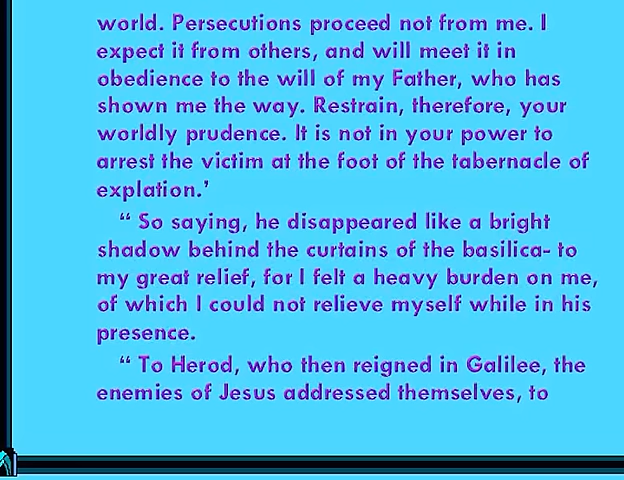 world. Persecutions proceed not from me. I
expect it from others, and will meet it in
obedience to the will of my Father, who has
shown me the way. Restrain, therefore, your
worldly prudence. It is not in your power to
arrest the victim at the foot of the tabernacle of
explation.’
“ So saying, he disappeared like a bright
shadow behind the curtains of the basilica- to
my great relief, for I felt a heavy burden on me,
of which I could not relieve myself while in his
presence.
“ To Herod, who then reigned in Galilee, the
enemies of Jesus addressed themselves, to